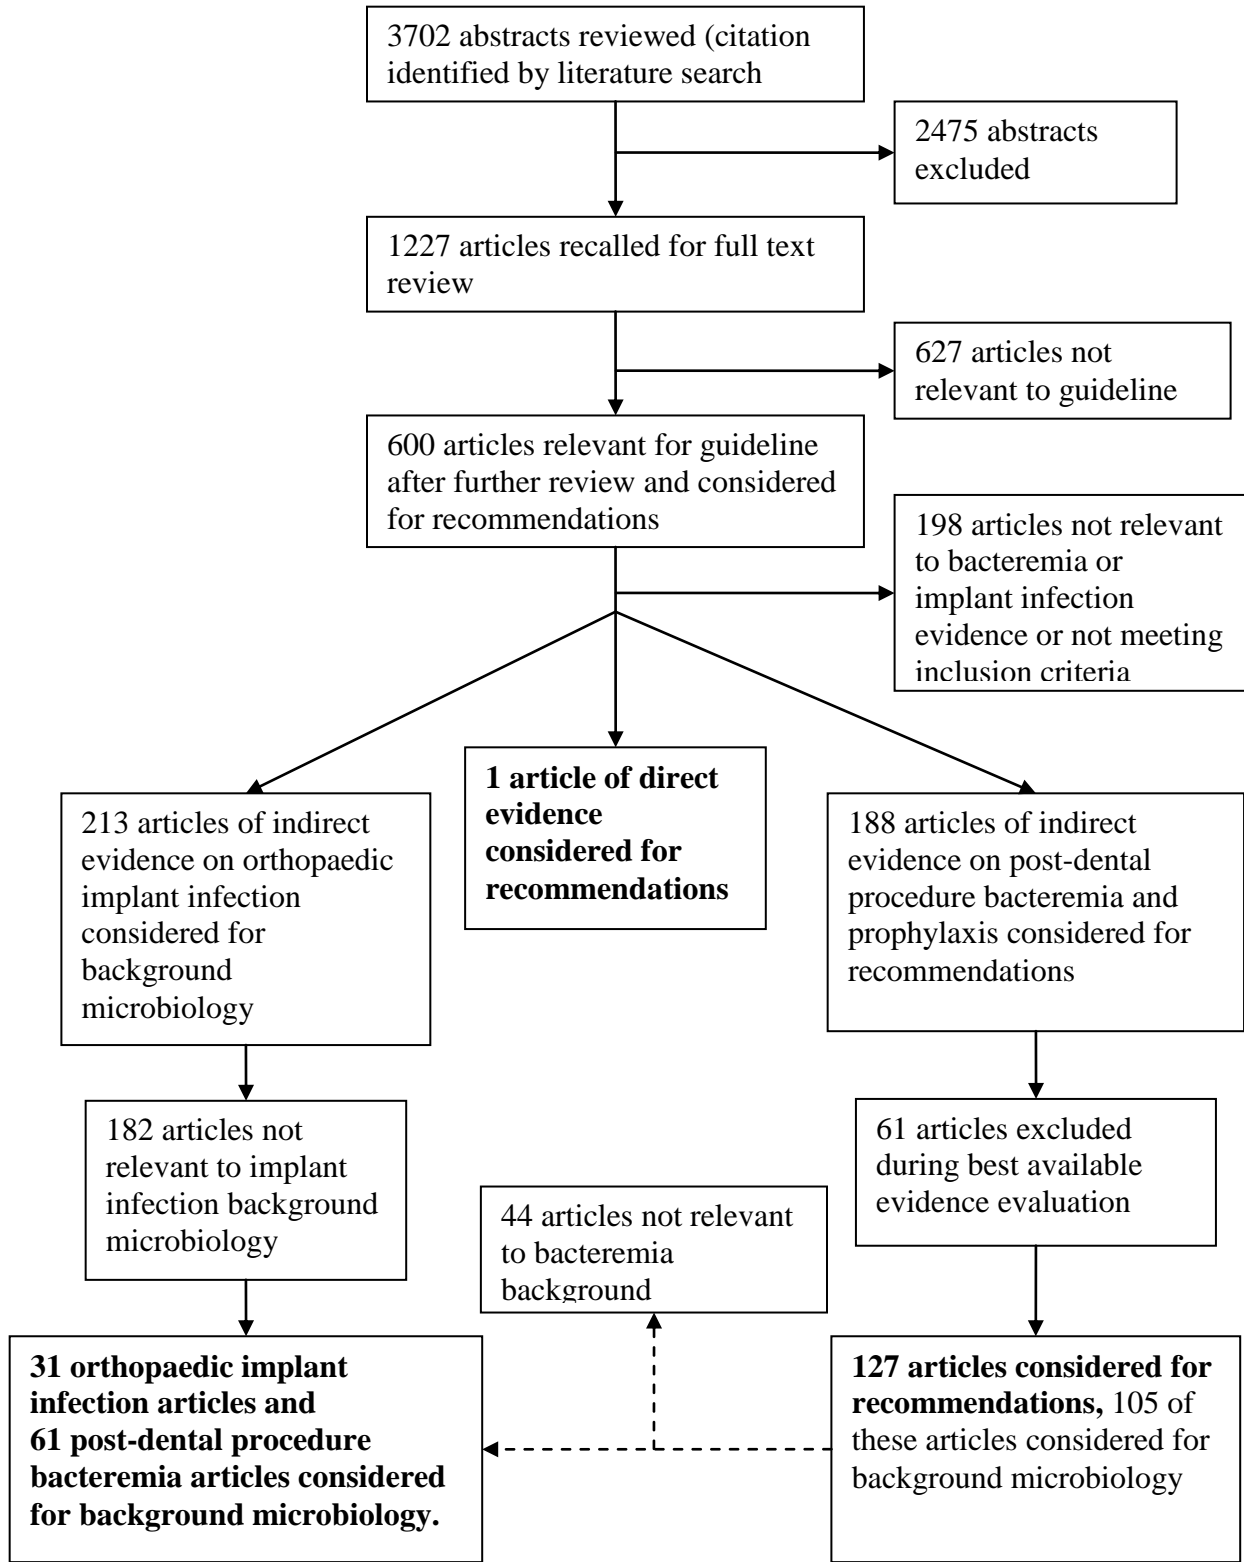 3702 abstracts reviewed (citation
identified by literature search
2475 abstracts
excluded
1227 articles recalled for full text
review
627 articles not
relevant to guideline
600 articles relevant for guideline
after further review and considered
for recommendations
198 articles not relevant
to bacteremia or
implant infection
evidence or not meeting
inclusion criteria
1 article of direct
evidence
considered for
recommendations
213 articles of indirect
evidence on orthopaedic
implant infection
considered for
background
microbiology
188 articles of indirect
evidence on post-dental
procedure bacteremia and
prophylaxis considered for
recommendations
182 articles not
relevant to implant
infection background
microbiology
61 articles excluded
during best available
evidence evaluation
44 articles not relevant
to bacteremia
background
31 orthopaedic implant
infection articles and
61 post-dental procedure
bacteremia articles considered
for background microbiology.
127 articles considered for
recommendations, 105 of
these articles considered for
background microbiology